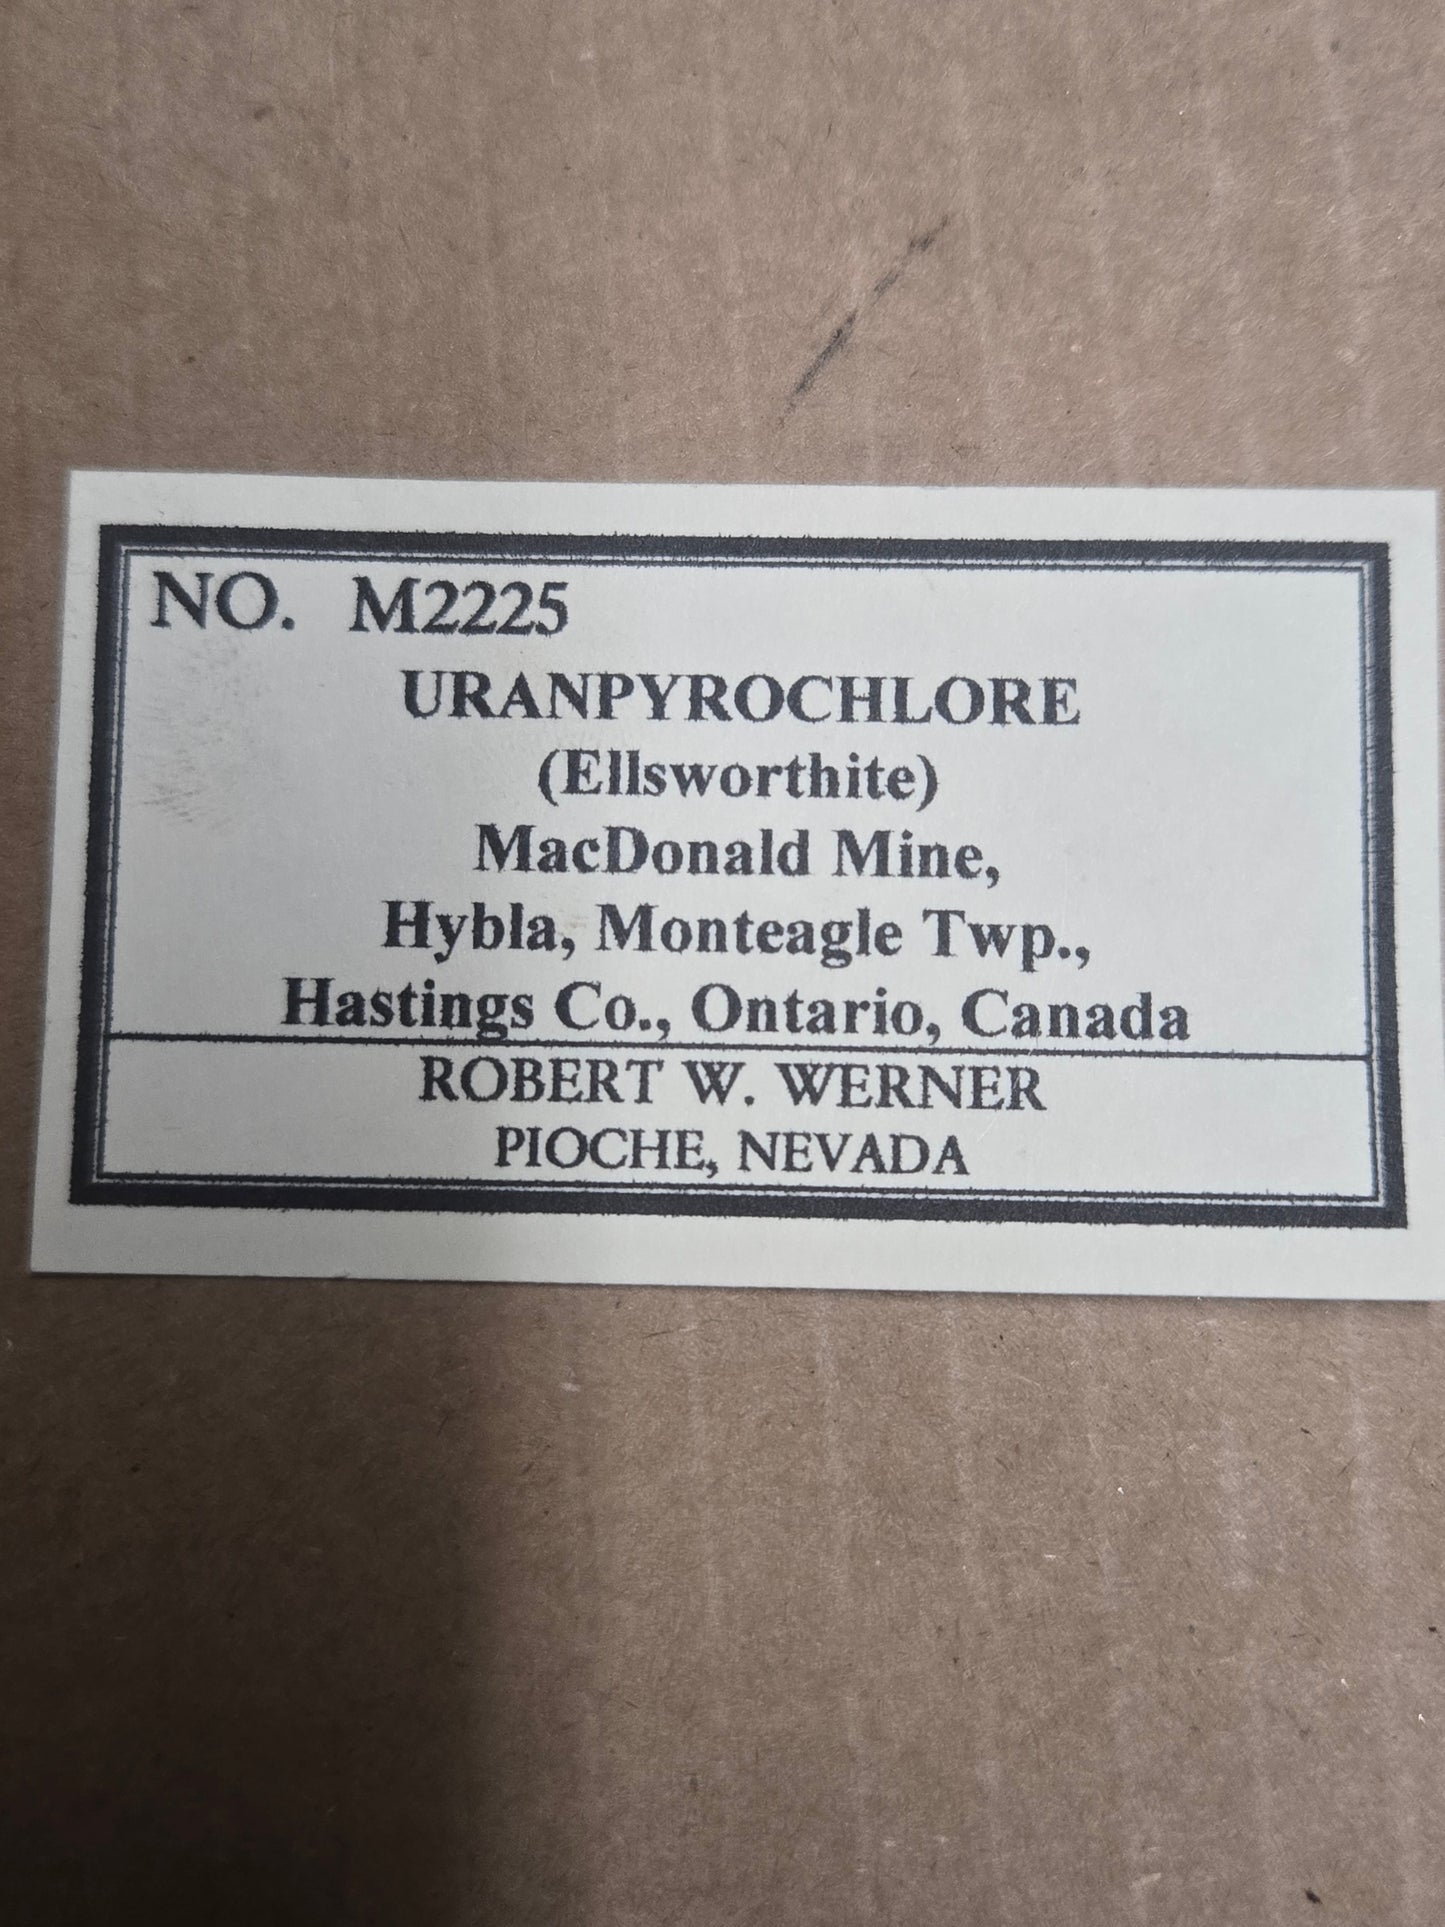 NO. M2225
URANPYROCHLORE
(Ellsworthite)
MacDonald Mine,
Hybla, Monteagle Twp.,
Hastings Co., Ontario, Canada
ROBERT W. WERNER
PIOCHE, NEVADA